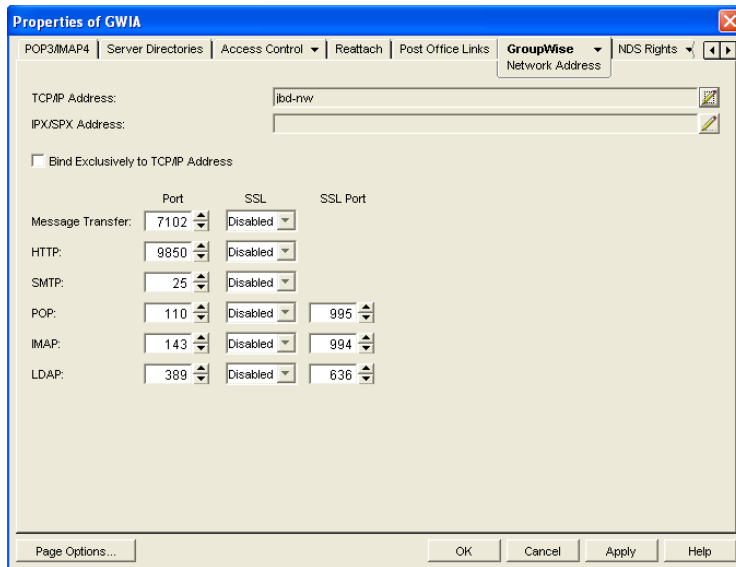 Properties of GWIA
POP3/IMAP4 Server Directories Access Control Reattach Post Office Links GroupWise NDS Rights
Network Address
TCP/IP Address: jbd-nw
IPX/SPX Address:
Bind Exclusively to TCP/IP Address
Port SSL SSL Port
Message Transfer: 7102 Disabled
HTTP: 9850 Disabled
SMTP: 25 Disabled
POP: 110 Disabled 995
IMAP: 143 Disabled 994
LDAP: 389 Disabled 636
Page Options... OK Cancel Apply Help